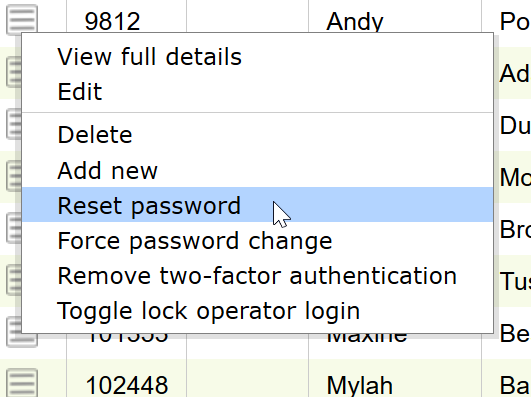 9812 Andy Po
View full details
Ad
Edit
Du
Delete
Add new
Mo
Reset password
Bro
Force password change
Remove two-factor authentication
Tus
Toggle lock operator login
101353 Maxine Be
102448 Mylah Ba